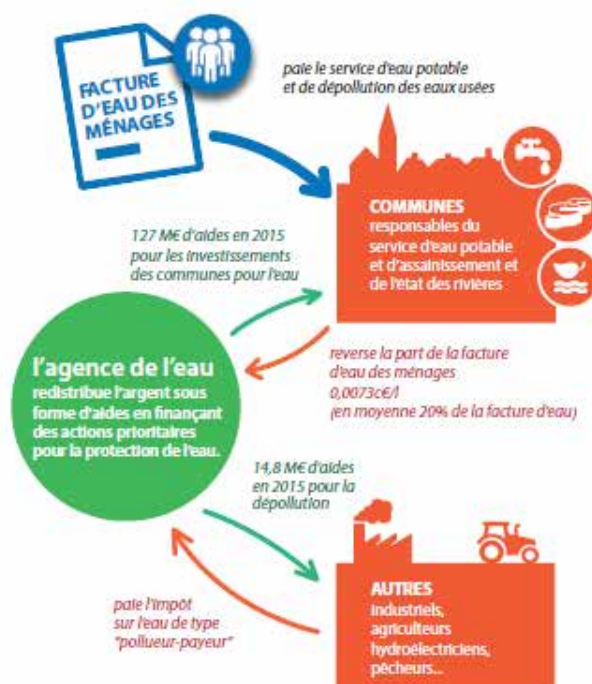 FACTURE
D'EAU DES
MÉNAGES
paie le service d'eau potable
et de dépollution des eaux usées
COMMUNES
responsables du
service d'eau potable
et d'assainissement et
de l'état des rivières
127 M€ d'aides en 2015
pour les investissements
des communes pour l'eau
l'agence de l'eau
redistribue l'argent sous
forme d'aides en finançant
des actions prioritaires
pour la protection de l'eau.
reverse la part de la facture
d'eau des ménages
0,0073c€/l
(en moyenne 20% de la facture d'eau)
14,8 M€ d'aides
en 2015 pour la
dépollution
paie l'impôt
sur l'eau de type
"pollueur-payeur"
AUTRES
industriels,
agriculteurs
hydroélectriciens,
pêcheurs...